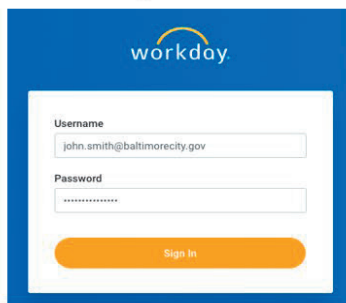 workday.
Username
john.smith@baltimorecity.gov
Password
••••••••••••••
Sign In